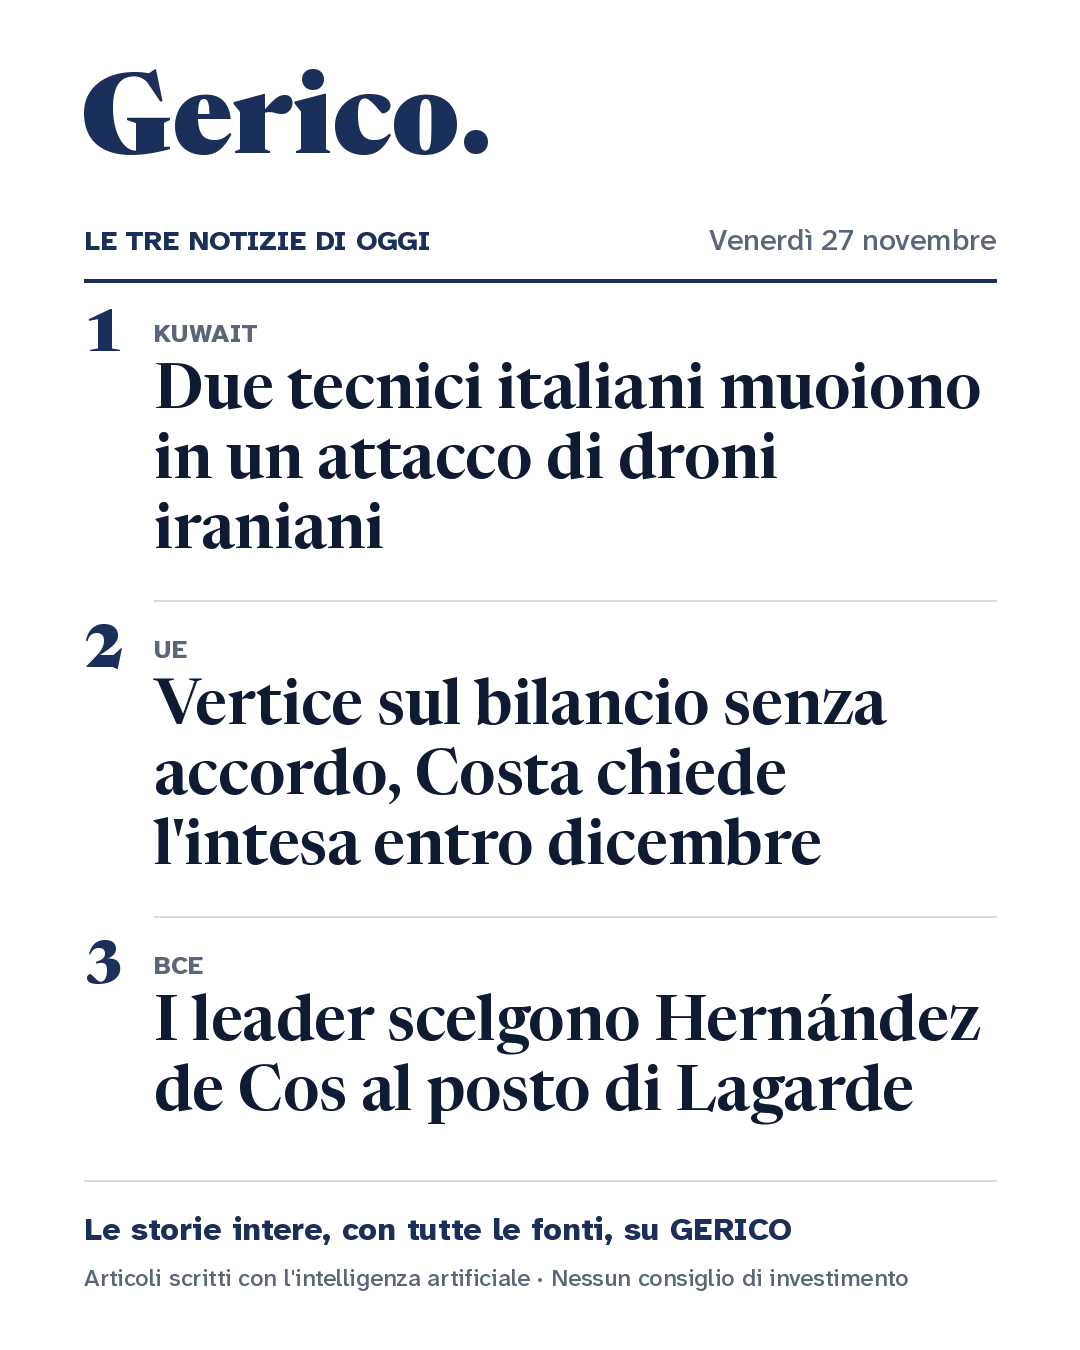 Gerico.
LE TRE NOTIZIE DI OGGI
Venerdì 27 novembre
1
KUWAIT
Due tecnici italiani muoiono
in un attacco di droni
iraniani
2
UE
Vertice sul bilancio senza
accordo, Costa chiede
l'intesa entro dicembre
3
BCE
I leader scelgono Hernández
de Cos al posto di Lagarde
Le storie intere, con tutte le fonti, su GERICO
Articoli scritti con l'intelligenza artificiale · Nessun consiglio di investimento